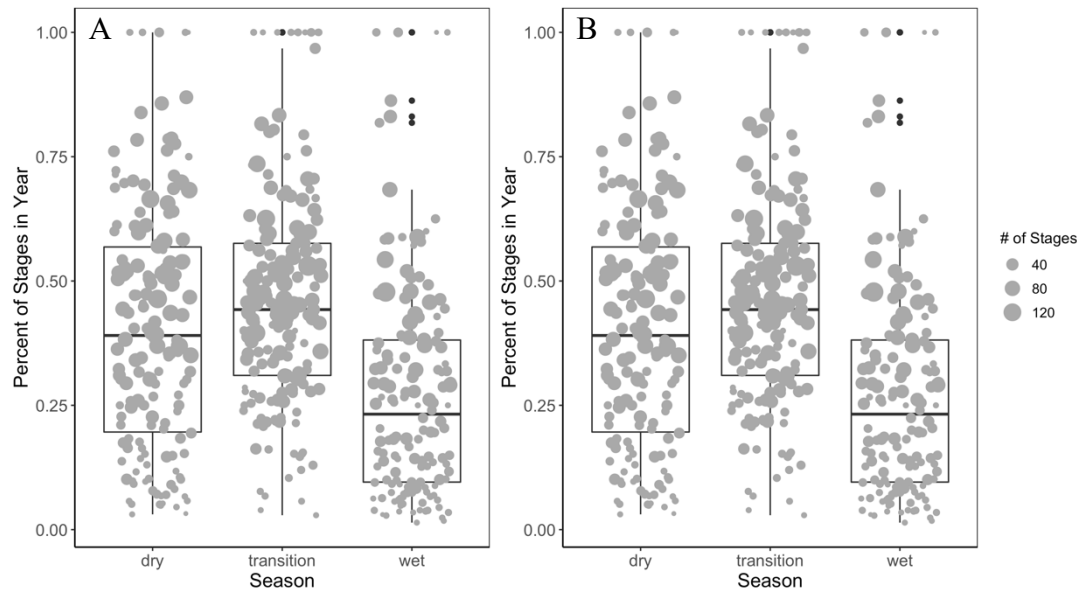 A
B
Percent of Stages in Year
1.00
0.75
0.50
0.25
0.00
dry
transition
wet
Season
Percent of Stages in Year
1.00
0.75
0.50
0.25
0.00
dry
transition
wet
Season
# of Stages
40
80
120